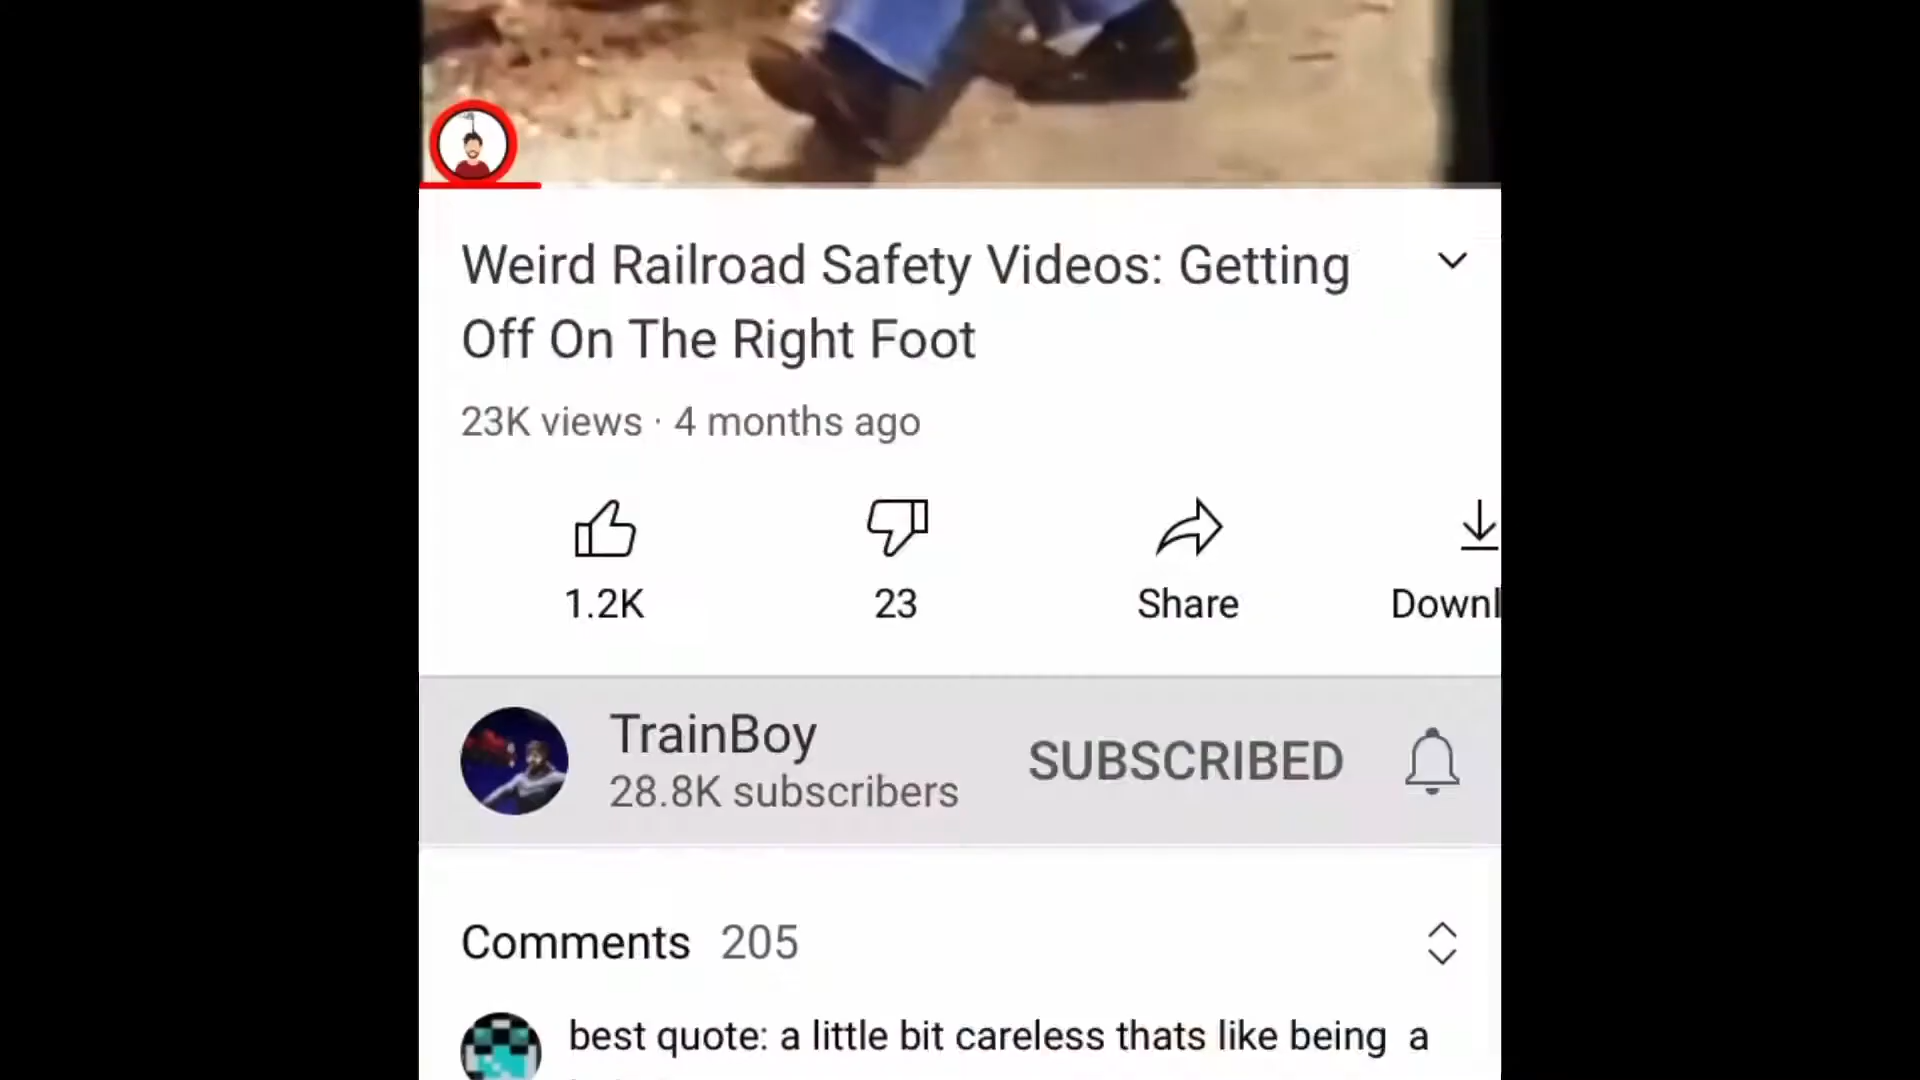 Weird Railroad Safety Videos: Getting
Off On The Right Foot
23K views · 4 months ago
1.2K
23
Share
Downl
TrainBoy
28.8K subscribers
SUBSCRIBED
Comments 205
best quote: a little bit careless thats like being a